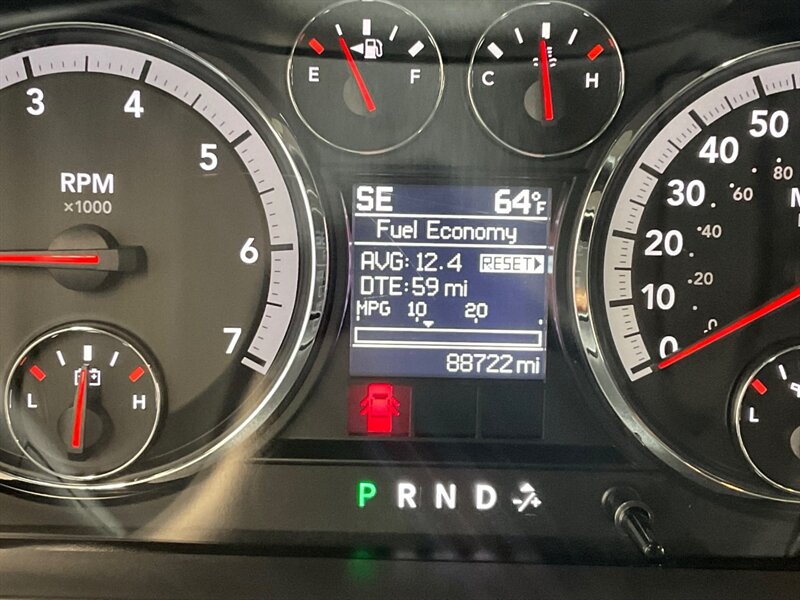 E F
C H
3 4 5 6 7
RPM
×1000
L H
SE 64°F
Fuel Economy
AVG: 12.4 RESET
DTE: 59 mi
MPG 10 20
88722 mi
P R N D -/+
50 40 30 20 10 0
80 60 40 20 0
M
L